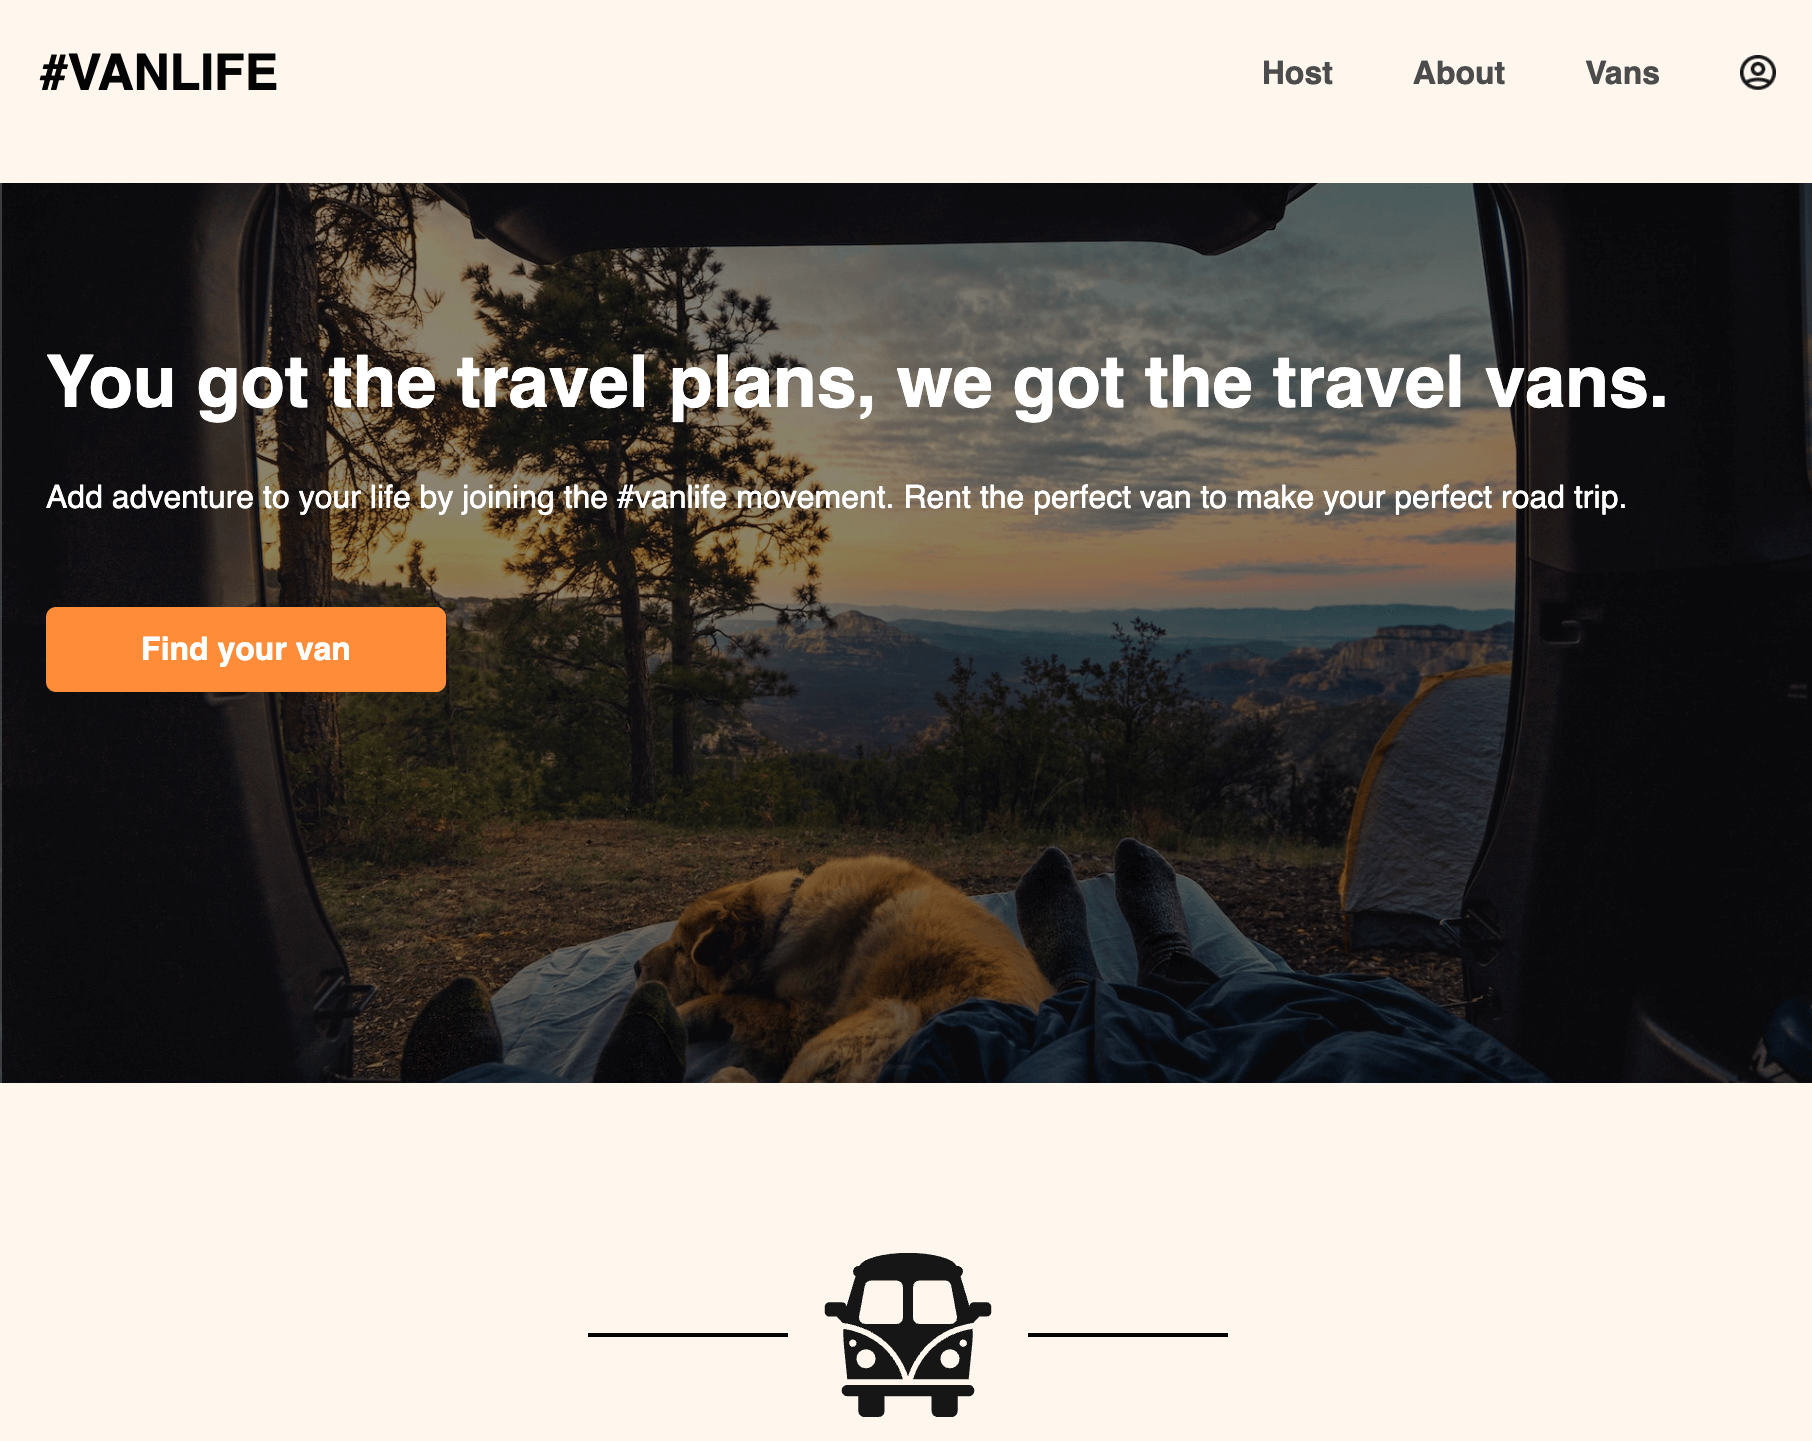 #VANLIFE
Host
About
Vans
You got the travel plans, we got the travel vans.
Add adventure to your life by joining the #vanlife movement. Rent the perfect van to make your perfect road trip.
Find your van